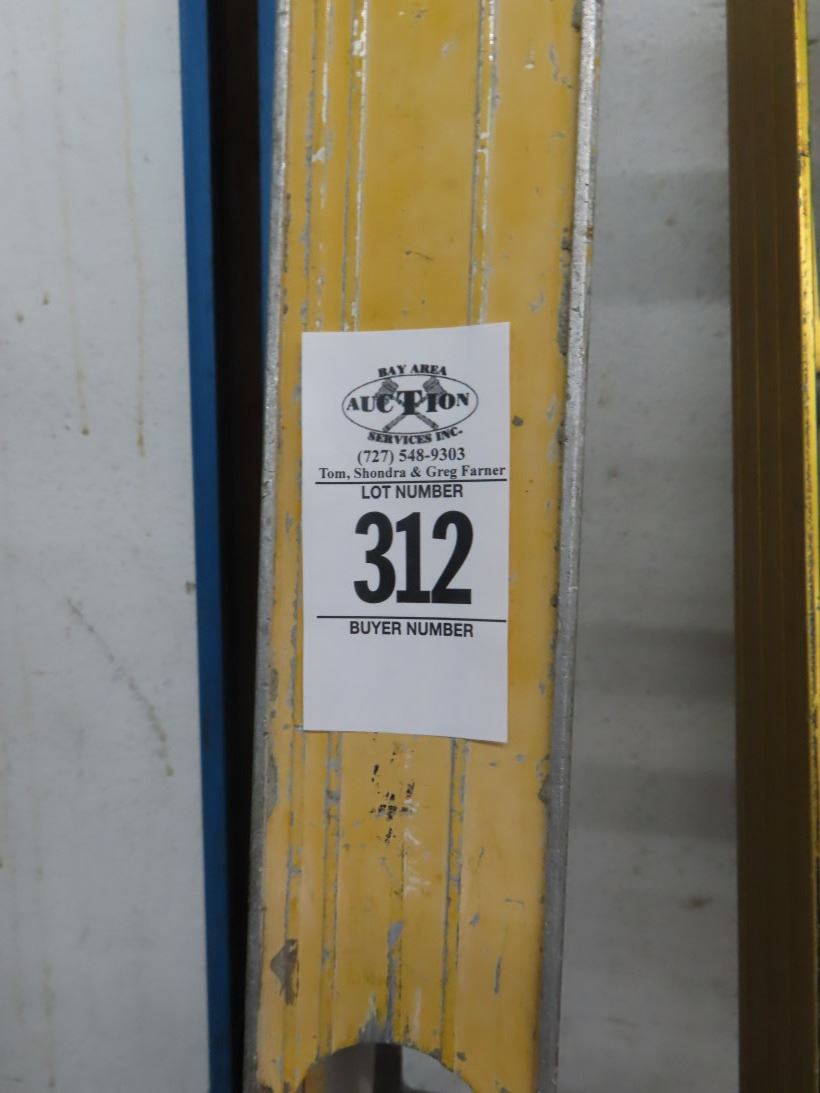 BAY AREA
AUCTION
SERVICES INC.
(727) 548-9303
Tom, Shondra & Greg Farner
LOT NUMBER
312
BUYER NUMBER